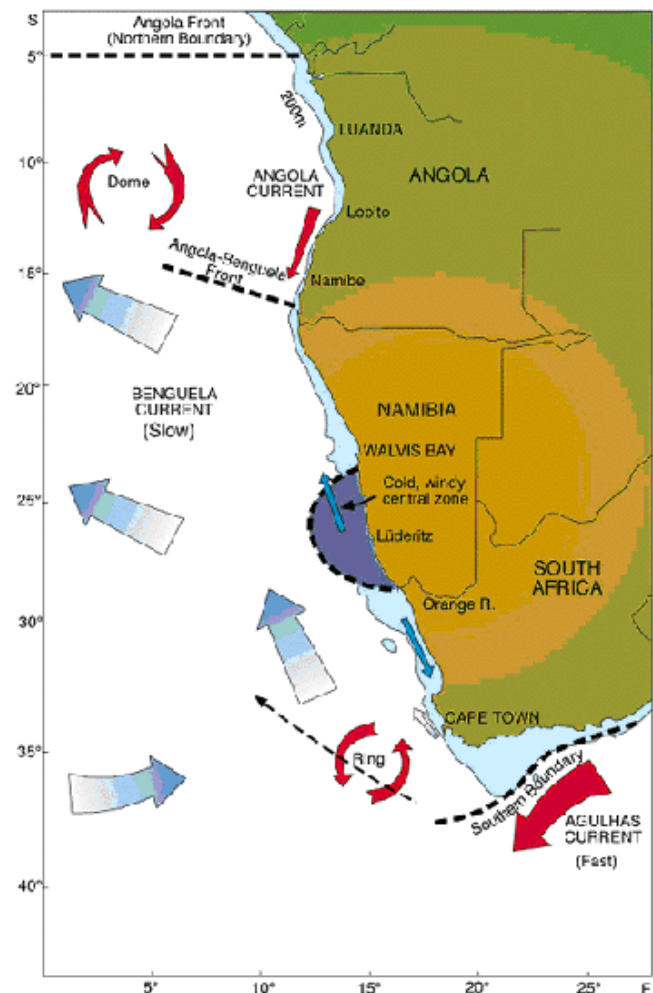 S
Angola Front
(Northern Boundary)
5°
200m
LUANDA
10°
Dome
ANGOLA
CURRENT
ANGOLA
Lobito
Angola-Benguela
Front
15°
Namibe
20°
BENGUELA
CURRENT
(Slow)
NAMIBIA
WALVIS BAY
Cold, windy
central zone
25°
Lüderitz
SOUTH
AFRICA
30°
Orange R.
CAPE TOWN
35°
Ring
Southern Boundary
AGULHAS
CURRENT
(Fast)
40°
5°
10°
15°
20°
25°
E